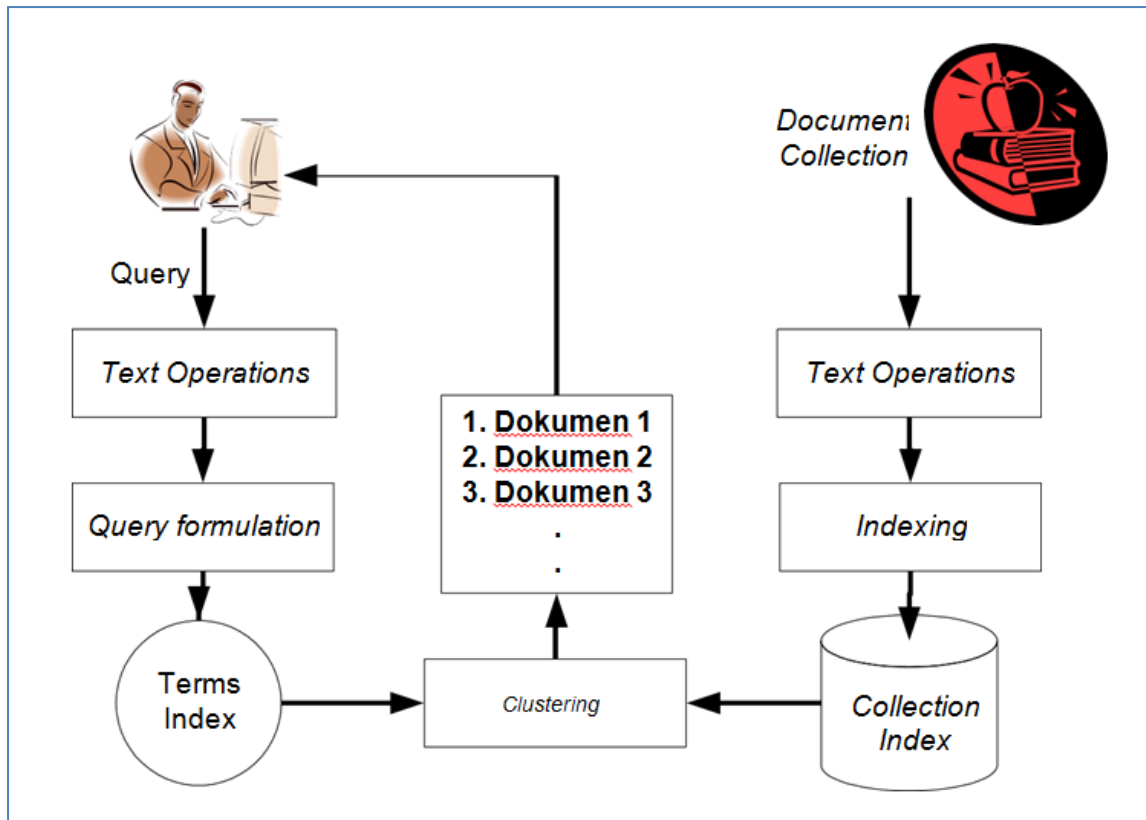 Document
Collection
Query
Text Operations
Text Operations
1. Dokumen 1
2. Dokumen 2
3. Dokumen 3
.
.
Query formulation
Indexing
Terms
Index
Clustering
Collection
Index